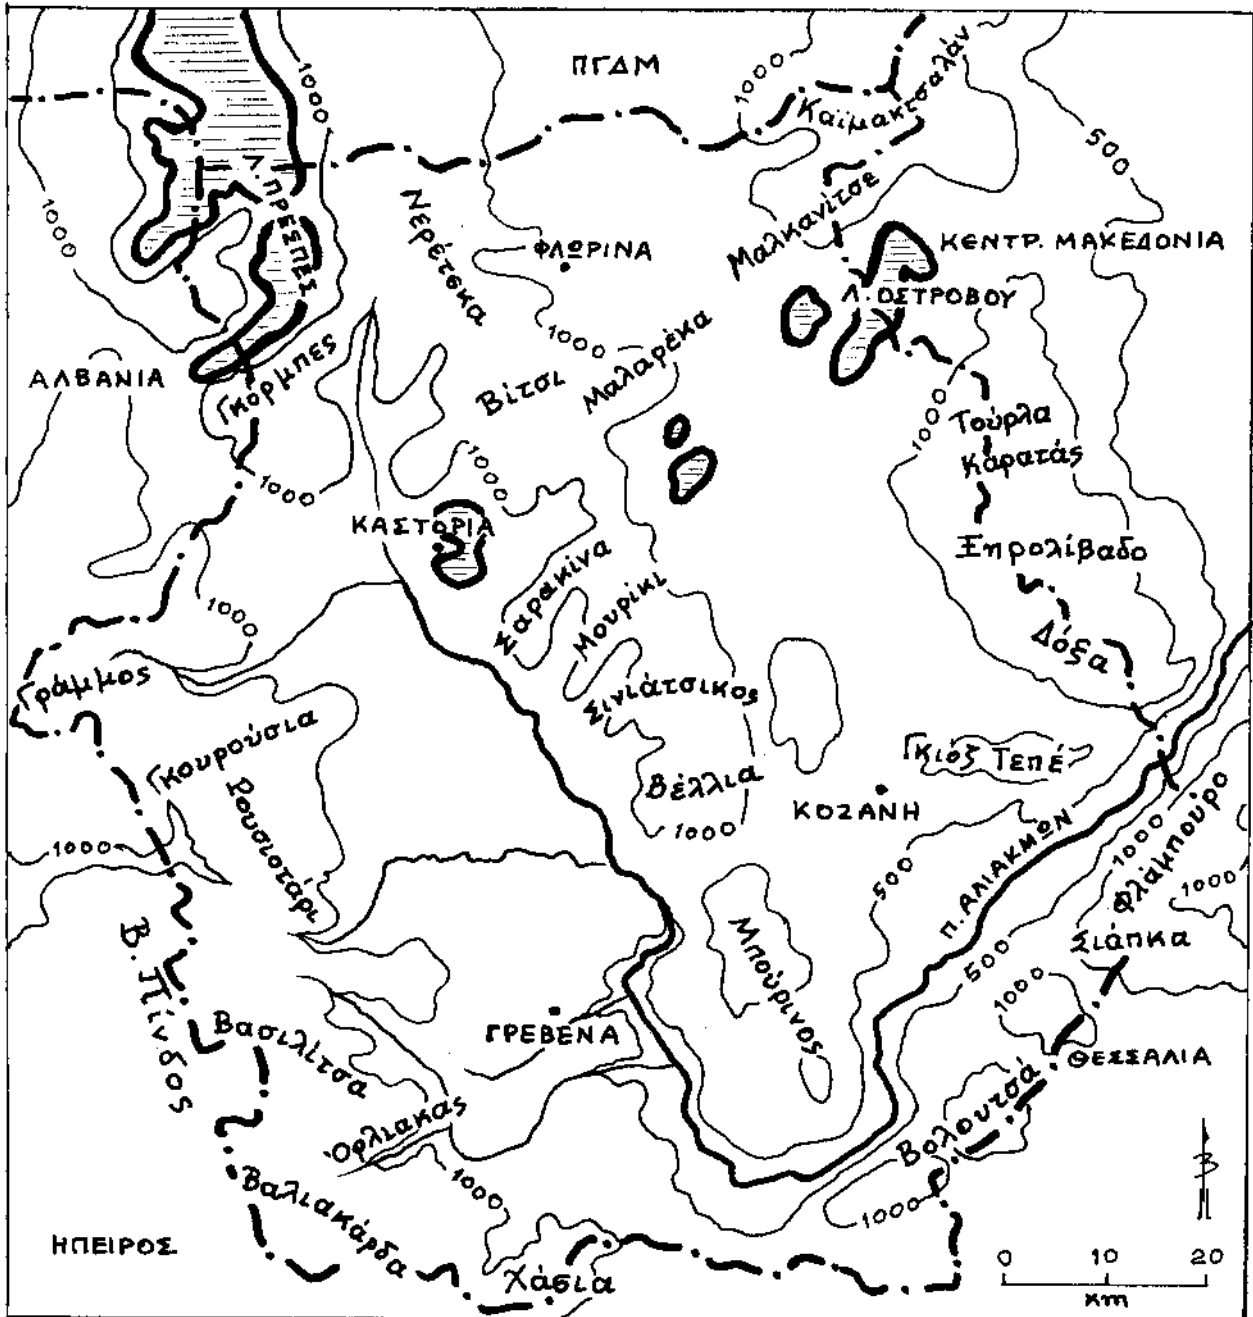 ΠΓΔΜ
1000
1000
Καϊμακτσαλάν
500
1000
Λ. ΠΡΕΣΠΕΣ
Νερέτσκα
ΦΛΩΡΙΝΑ
Μαλκανίτσε
ΚΕΝΤΡ. ΜΑΚΕΔΟΝΙΑ
Λ. ΟΣΤΡΟΒΟΥ
1000
ΑΛΒΑΝΙΑ
Γκόρμπες
Βίτσι
Μαλαρέκα
1000
Τούρλα
Καρατάς
1000
1000
ΚΑΣΤΟΡΙΑ
Σαρακίνα
Μουρίκι
Ξηρολίβαδο
1000
Δόξα
Γράμμος
Σινιάτσικος
Γκουρούσια
Ρουσιοτάρι
Βέλλια
1000
ΚΟΖΑΝΗ
Γκιόζ Τεπέ
1000
500
Π. ΑΛΙΑΚΜΩΝ
1000
Φλάμπουρο
1000
Β. Πίνδος
Μπούρινος
500
Σιάπκα
1000
Βασιλίτσα
ΓΡΕΒΕΝΑ
ΘΕΣΣΑΛΙΑ
Όρλιακας
1000
Βολουτσά
1000
Βαλιακάρδα
Β
ΗΠΕΙΡΟΣ
Χάσια
0 10 20
km